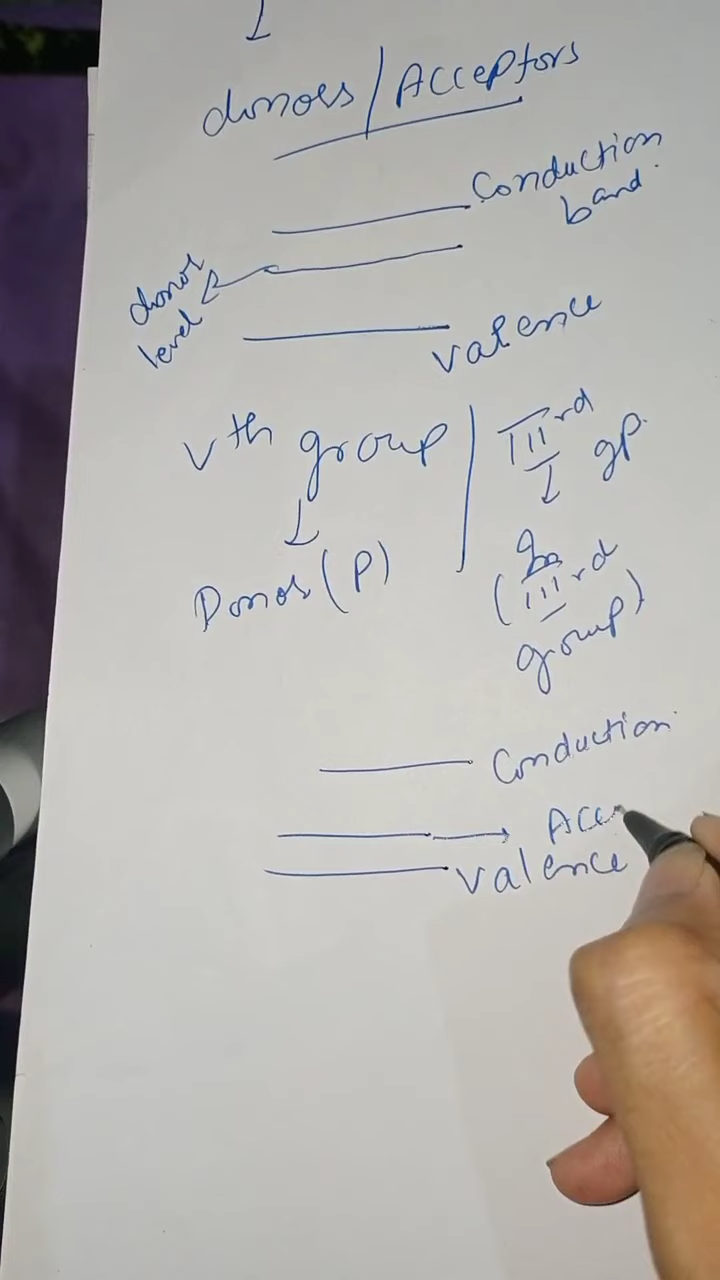 donors/Acceptors
Conduction
band.
donor
level
valence
Vth group
IIIrd
gp.
Donor (P)
(
IIIrd
group)
Conduction
Acc
valence